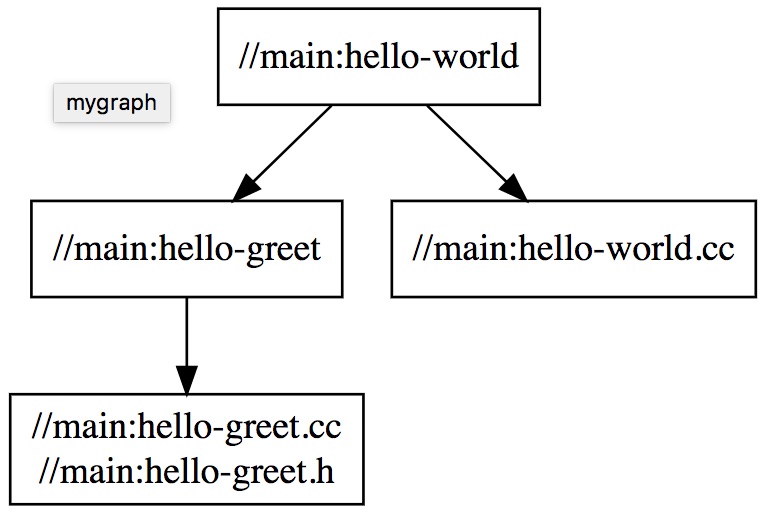 //main:hello-world
mygraph
//main:hello-greet
//main:hello-world.cc
//main:hello-greet.cc
//main:hello-greet.h